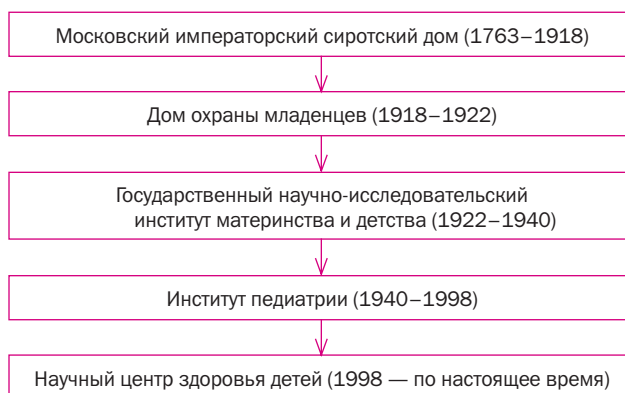 Московский императорский сиротский дом (1763–1918)
Дом охраны младенцев (1918–1922)
Государственный научно-исследовательский
институт материнства и детства (1922–1940)
Институт педиатрии (1940–1998)
Научный центр здоровья детей (1998 — по настоящее время)